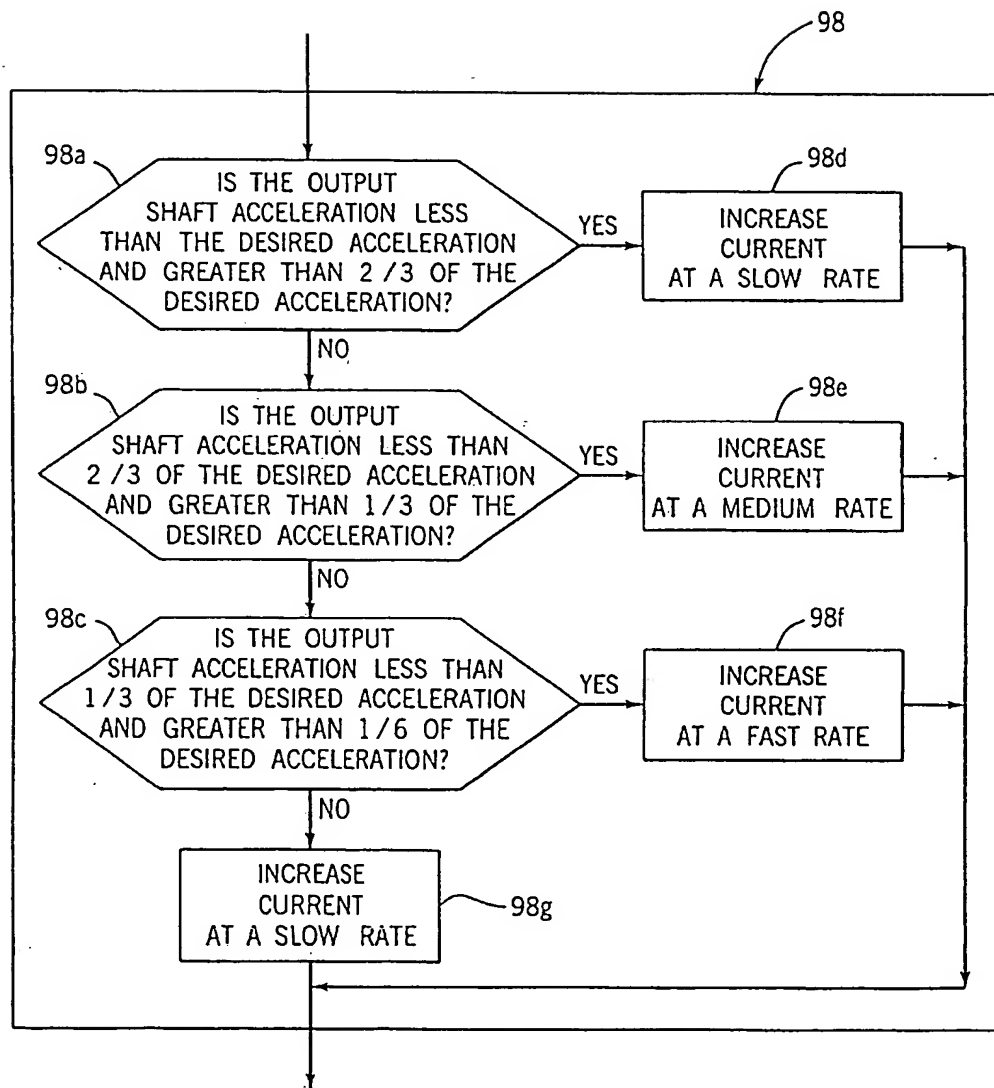 98
98a
IS THE OUTPUT
SHAFT ACCELERATION LESS
THAN THE DESIRED ACCELERATION
AND GREATER THAN 2/3 OF THE
DESIRED ACCELERATION?
YES
98d
INCREASE
CURRENT
AT A SLOW RATE
NO
98b
IS THE OUTPUT
SHAFT ACCELERATION LESS THAN
2/3 OF THE DESIRED ACCELERATION
AND GREATER THAN 1/3 OF THE
DESIRED ACCELERATION?
YES
98e
INCREASE
CURRENT
AT A MEDIUM RATE
NO
98c
IS THE OUTPUT
SHAFT ACCELERATION LESS THAN
1/3 OF THE DESIRED ACCELERATION
AND GREATER THAN 1/6 OF THE
DESIRED ACCELERATION?
YES
98f
INCREASE
CURRENT
AT A FAST RATE
NO
INCREASE
CURRENT
AT A SLOW RATE
98g